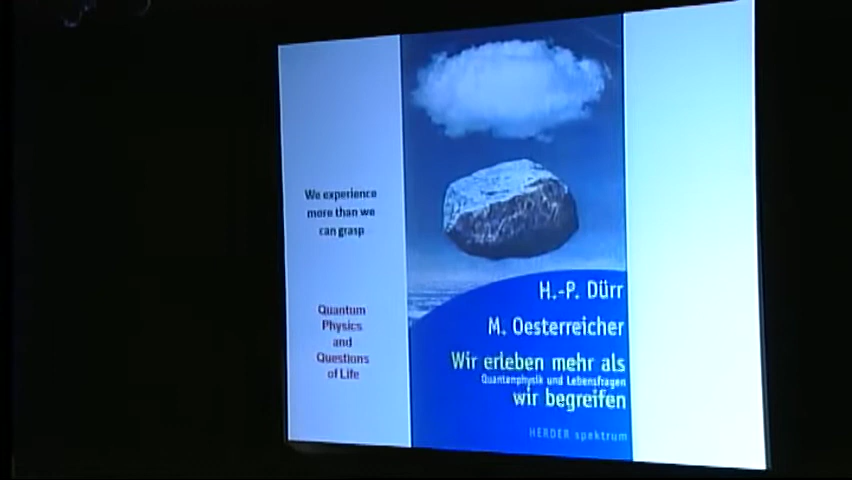 We experience
more than we
can grasp
Quantum
Physics
and
Questions
of Life
H.-P. Dürr
M. Oesterreicher
Wir erleben mehr als
Quantenphysik und Lebensfragen
wir begreifen
HERDER spektrum